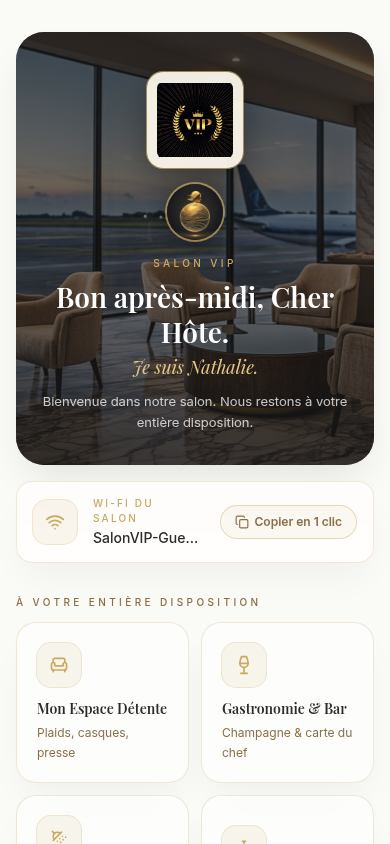 VIP
SALON VIP
Bon après-midi, Cher
Hôte.
Je suis Nathalie.
Bienvenue dans notre salon. Nous restons à votre
entière disposition.
WI-FI DU
SALON
SalonVIP-Gue...
Copier en 1 clic
À VOTRE ENTIÈRE DISPOSITION
Mon Espace Détente
Plaids, casques,
presse
Gastronomie & Bar
Champagne & carte du
chef